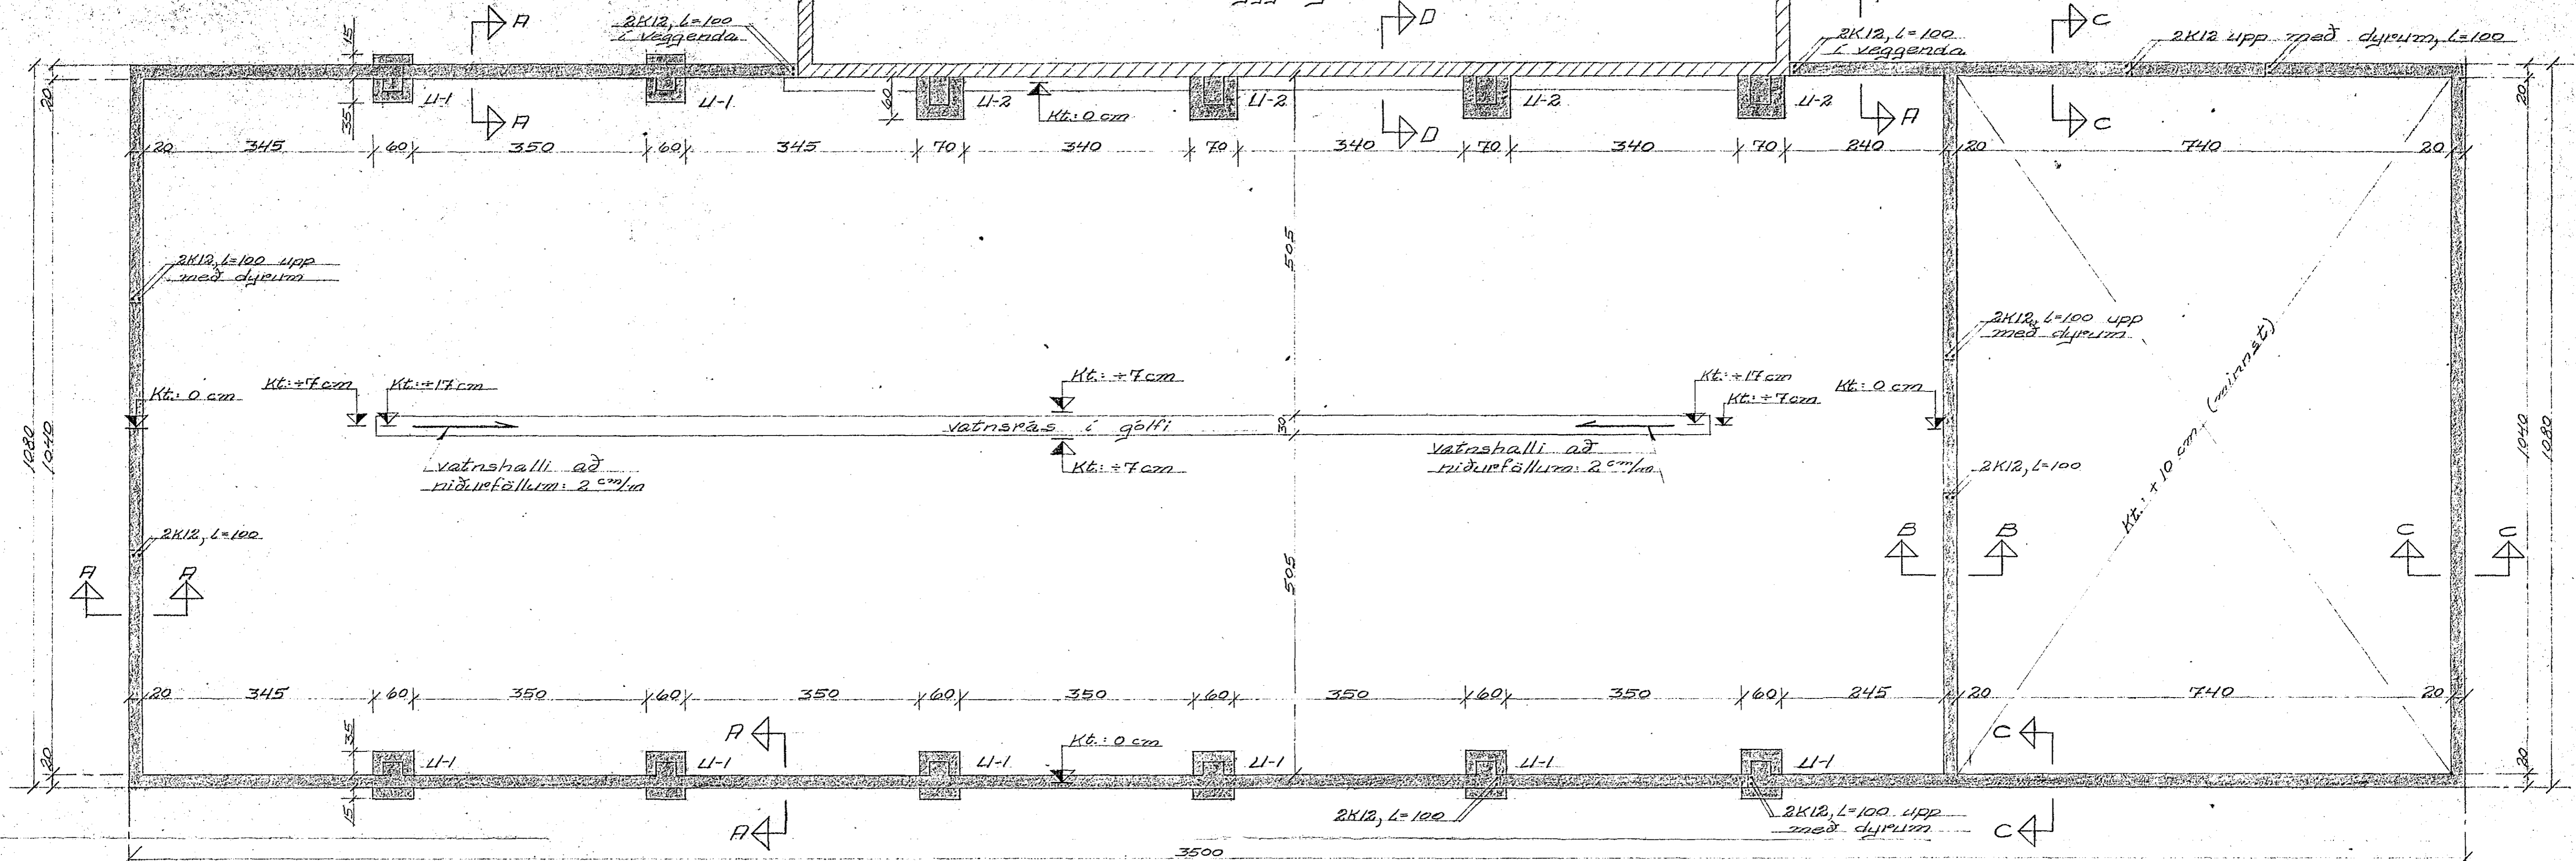 A
2K12, L=100
í veggenda
D
2K12, L=100
í veggenda
C
2K12 upp með dyrum, L=100
15
20
35
U-1
A
U-1
60
U-2
Kt.: 0 cm
U-2
D
U-2
U-2
A
C
20
20 345 60 350 60 345 70 340 70 340 70 340 70 240 20 740 20
505
2K12, L=100 upp
með dyrum
2K12, L=100 upp
með dyrum
Kt.: 0 cm
Kt.: ÷7 cm
Kt.: ÷17 cm
Kt.: ÷7 cm
Kt.: ÷17 cm
Kt.: ÷7 cm
Kt.: 0 cm
Kt.: +10 cm (minnst)
1080
1040
vatnsrás í gólfi
30
1040
1080
vatnshalli að
niðurföllum: 2 cm/m
Kt.: ÷7 cm
vatnshalli að
niðurföllum: 2 cm/m
2K12, L=100
2K12, L=100
A
A
505
B
B
C
C
20 345 60 350 60 350 60 350 60 350 60 350 60 245 20 740 20
35
A
Kt.: 0 cm
C
20
U-1
U-1
U-1
U-1
U-1
U-1
20
15
A
2K12, L=100
2K12, L=100 upp
með dyrum
C
3500